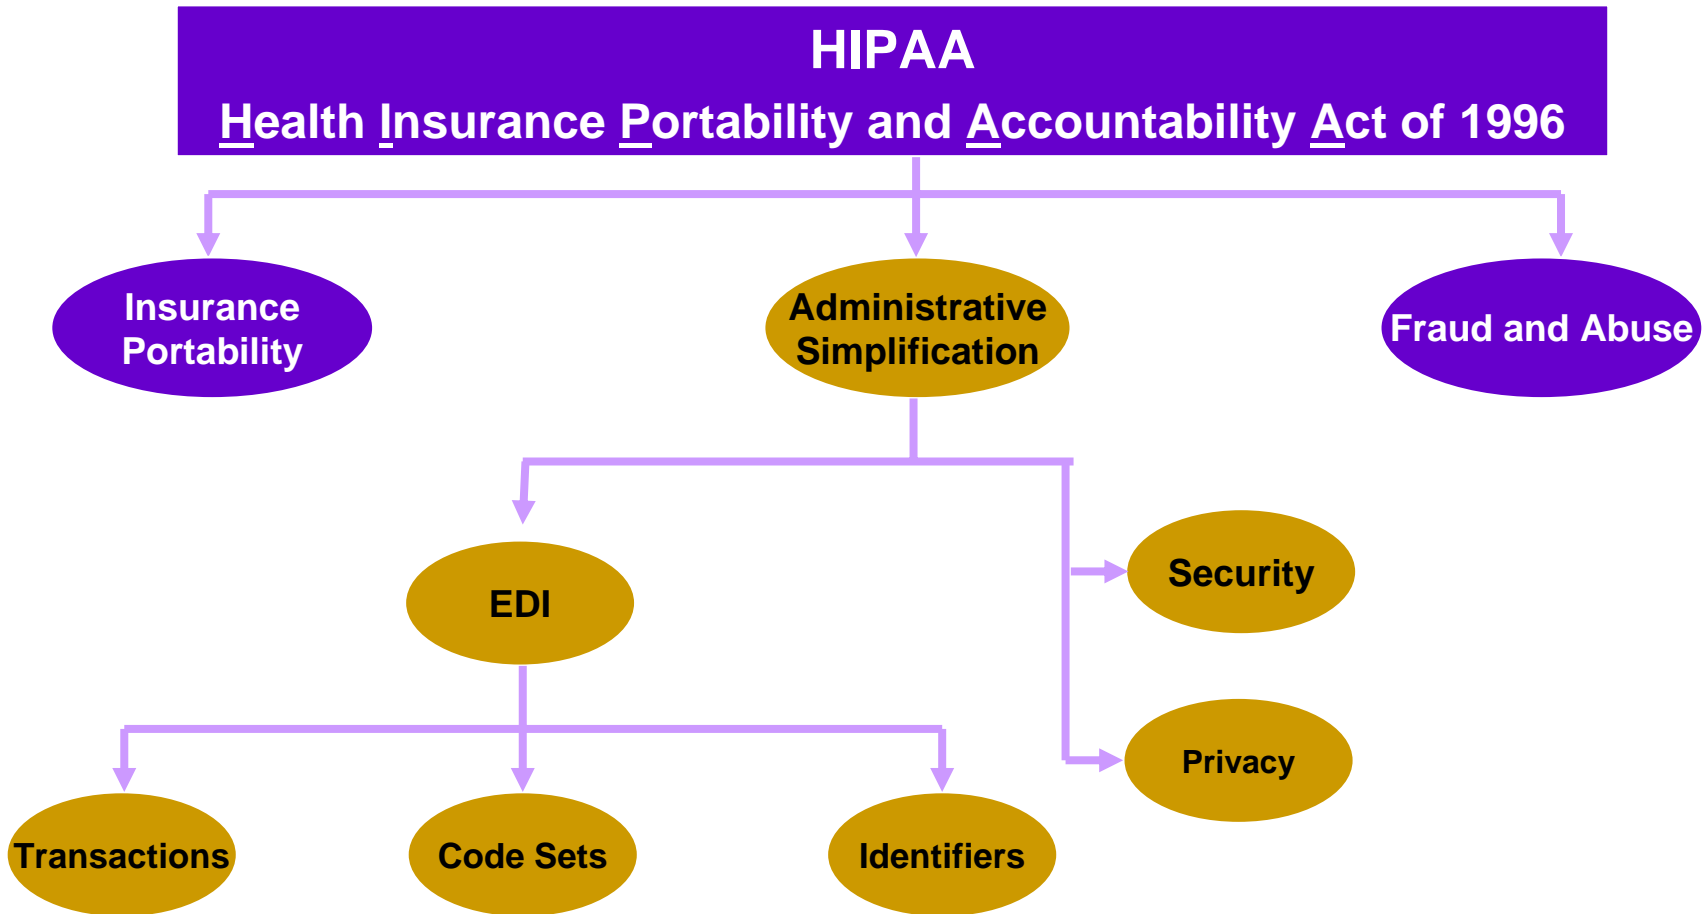 HIPAA
Health Insurance Portability and Accountability Act of 1996
Insurance
Portability
Administrative
Simplification
Fraud and Abuse
EDI
Security
Privacy
Transactions
Code Sets
Identifiers